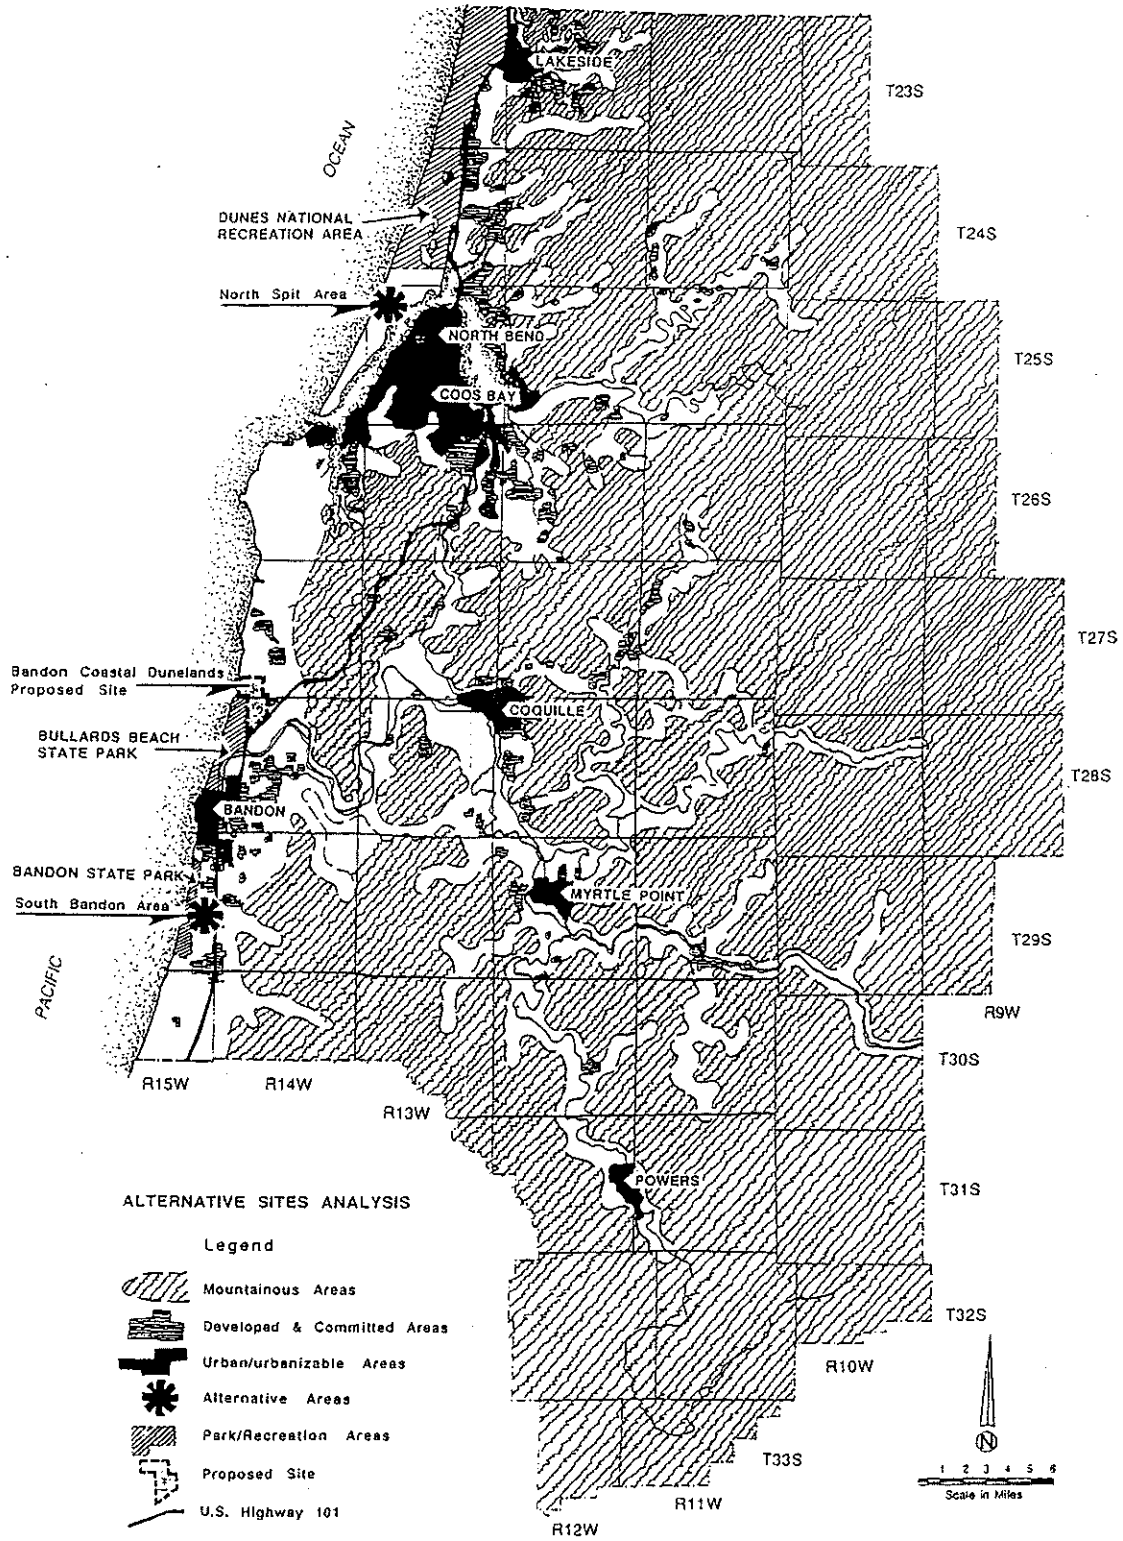 LAKESIDE
T23S
OCEAN
DUNES NATIONAL
RECREATION AREA
T24S
North Spit Area
NORTH BEND
T25S
COOS BAY
T26S
T27S
Bandon Coastal Dunelands
Proposed Site
COQUILLE
BULLARDS BEACH
STATE PARK
T28S
BANDON
BANDON STATE PARK
MYRTLE POINT
South Bandon Area
T29S
PACIFIC
R9W
T30S
R15W
R14W
R13W
POWERS
T31S
ALTERNATIVE SITES ANALYSIS
Legend
Mountainous Areas
Developed & Committed Areas
Urban/urbanizable Areas
Alternative Areas
Park/Recreation Areas
Proposed Site
U.S. Highway 101
T32S
R10W
N
T33S
1 2 3 4 5 6
Scale in Miles
R11W
R12W